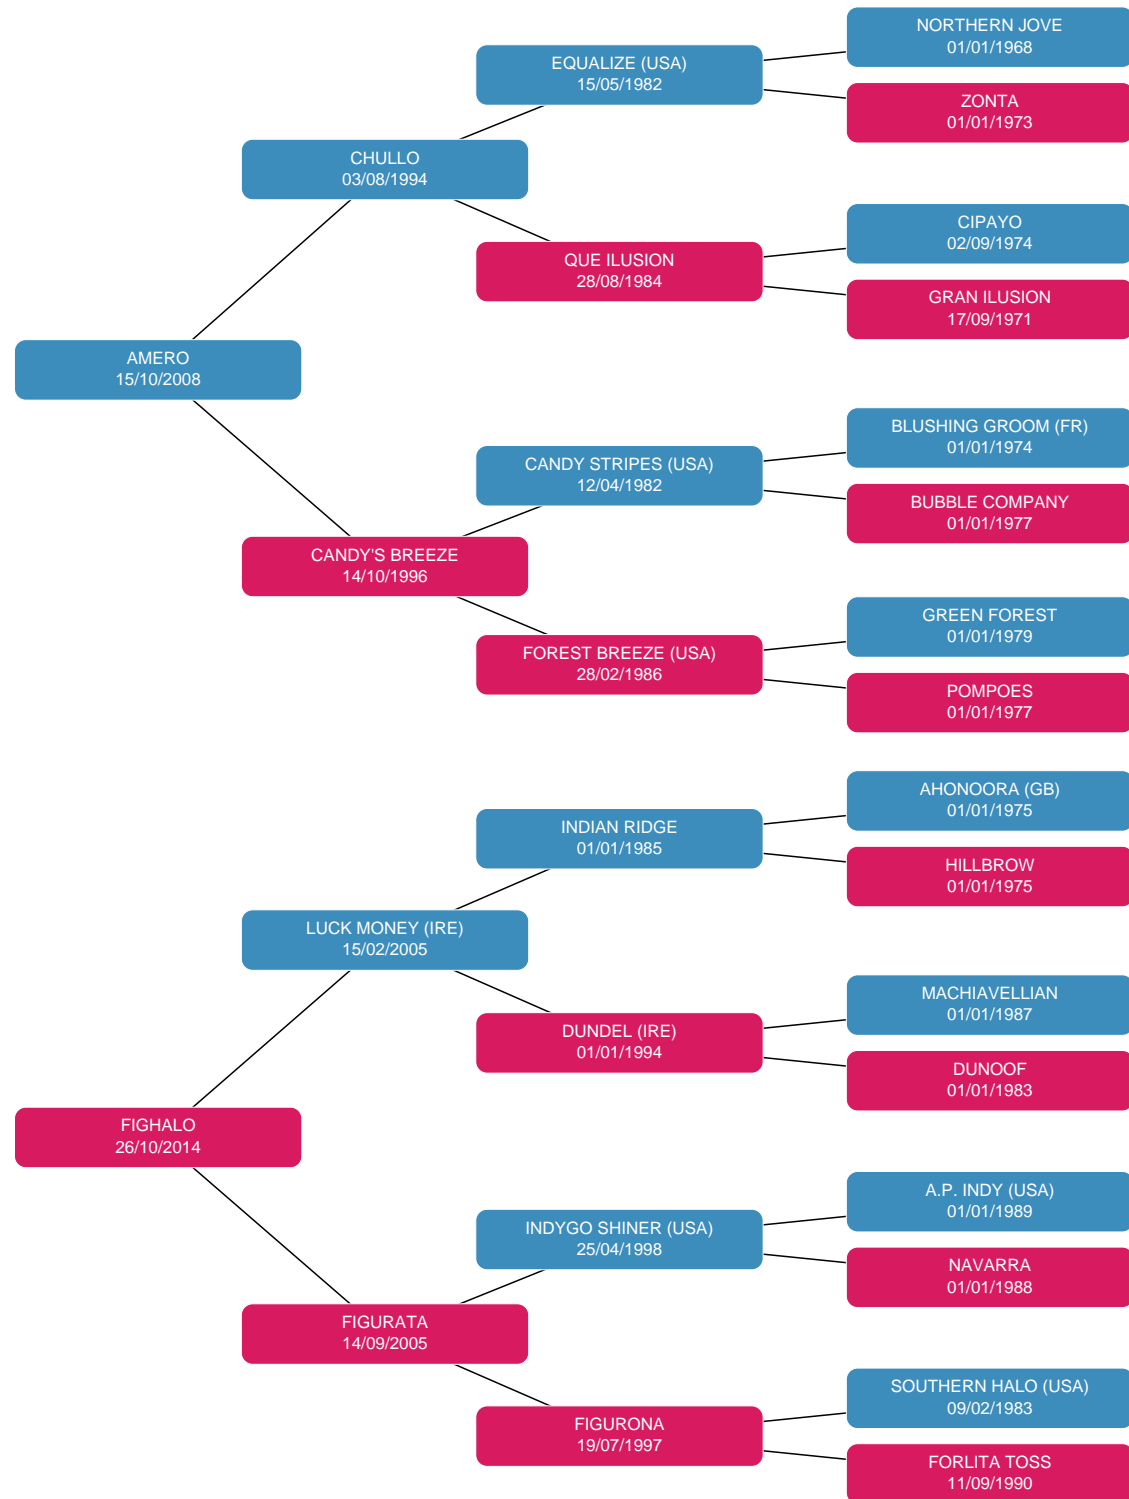 NORTHERN JOVE
01/01/1968
EQUALIZE (USA)
15/05/1982
ZONTA
01/01/1973
CHULLO
03/08/1994
CIPAYO
02/09/1974
QUE ILUSION
28/08/1984
GRAN ILUSION
17/09/1971
AMERO
15/10/2008
BLUSHING GROOM (FR)
01/01/1974
CANDY STRIPES (USA)
12/04/1982
BUBBLE COMPANY
01/01/1977
CANDY'S BREEZE
14/10/1996
GREEN FOREST
01/01/1979
FOREST BREEZE (USA)
28/02/1986
POMPOES
01/01/1977
AHONOORA (GB)
01/01/1975
INDIAN RIDGE
01/01/1985
HILLBROW
01/01/1975
LUCK MONEY (IRE)
15/02/2005
MACHIAVELLIAN
01/01/1987
DUNDEL (IRE)
01/01/1994
DUNOOF
01/01/1983
FIGHALO
26/10/2014
A.P. INDY (USA)
01/01/1989
INDYGO SHINER (USA)
25/04/1998
NAVARRA
01/01/1988
FIGURATA
14/09/2005
SOUTHERN HALO (USA)
09/02/1983
FIGURONA
19/07/1997
FORLITA TOSS
11/09/1990